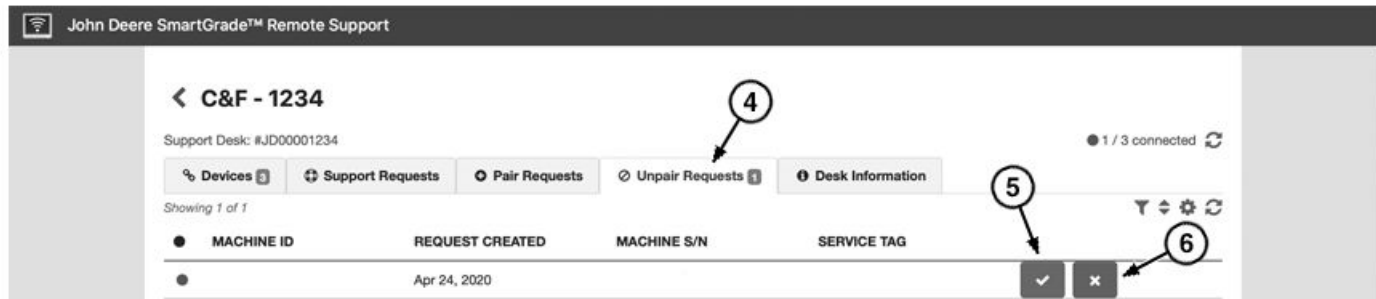 John Deere SmartGrade™ Remote Support
C&F - 1234
4
Support Desk: #JD00001234
1 / 3 connected
Devices 3 Support Requests Pair Requests Unpair Requests 1 Desk Information
5
Showing 1 of 1
MACHINE ID REQUEST CREATED MACHINE S/N SERVICE TAG
6
Apr 24, 2020